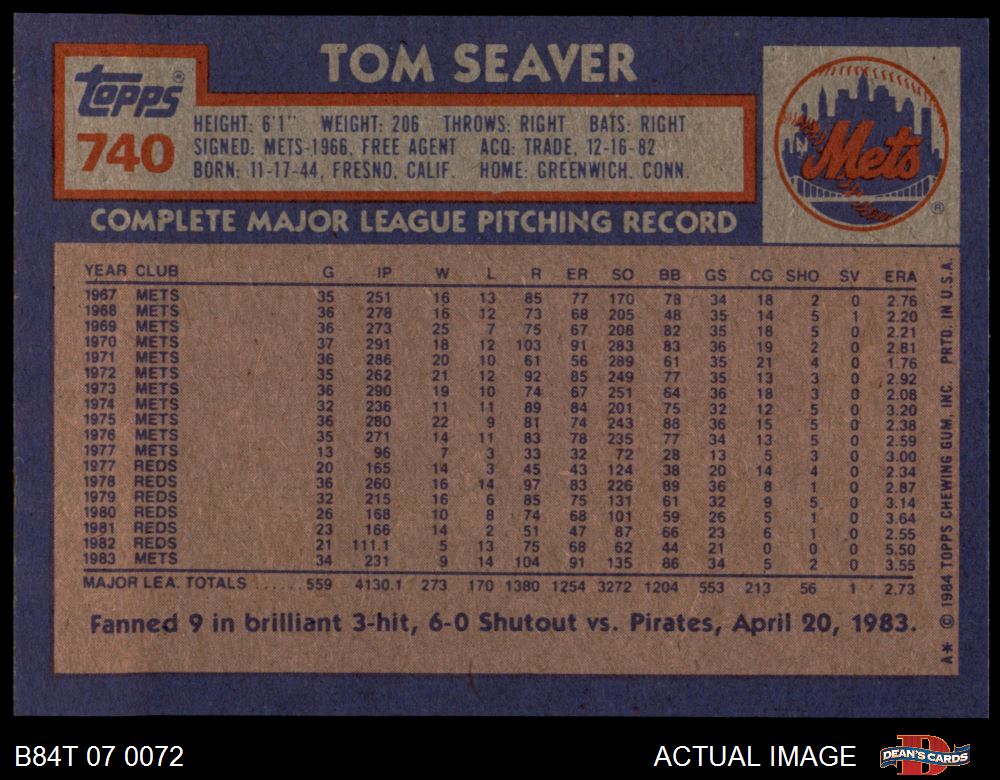 TOM SEAVER
topps®
740
HEIGHT: 6'1" WEIGHT: 206 THROWS: RIGHT BATS: RIGHT
SIGNED: METS-1966, FREE AGENT ACQ: TRADE, 12-16-82
BORN: 11-17-44, FRESNO, CALIF. HOME: GREENWICH, CONN.
Mets ®
COMPLETE MAJOR LEAGUE PITCHING RECORD
YEAR CLUB G IP W L R ER SO BB GS CG SHO SV ERA
1967 METS 35 251 16 13 85 77 170 78 34 18 2 0 2.76
1968 METS 36 278 16 12 73 68 205 48 35 14 5 1 2.20
1969 METS 36 273 25 7 75 67 208 82 35 18 5 0 2.21
1970 METS 37 291 18 12 103 91 283 83 36 19 2 0 2.81
1971 METS 36 286 20 10 61 56 289 61 35 21 4 0 1.76
1972 METS 35 262 21 12 92 85 249 77 35 13 3 0 2.92
1973 METS 36 290 19 10 74 67 251 64 36 18 3 0 2.08
1974 METS 32 236 11 11 89 84 201 75 32 12 5 0 3.20
1975 METS 36 280 22 9 81 74 243 88 36 15 5 0 2.38
1976 METS 35 271 14 11 83 78 235 77 34 13 5 0 2.59
1977 METS 13 96 7 3 33 32 72 28 13 5 3 0 3.00
1977 REDS 20 165 14 3 45 43 124 38 20 14 4 0 2.34
1978 REDS 36 260 16 14 97 83 226 89 36 8 1 0 2.87
1979 REDS 32 215 16 6 85 75 131 61 32 9 5 0 3.14
1980 REDS 26 168 10 8 74 68 101 59 26 5 1 0 3.64
1981 REDS 23 166 14 2 51 47 87 66 23 6 1 0 2.55
1982 REDS 21 111.1 5 13 75 68 62 44 21 0 0 0 5.50
1983 METS 34 231 9 14 104 91 135 86 34 5 2 0 3.55
MAJOR LEA. TOTALS ...... 559 4130.1 273 170 1380 1254 3272 1204 553 213 56 1 2.73
Fanned 9 in brilliant 3-hit, 6-0 Shutout vs. Pirates, April 20, 1983.
A* © 1984 TOPPS CHEWING GUM, INC. PRTD. IN U.S.A.
B84T 07 0072
ACTUAL IMAGE
D
DEAN'S CARDS